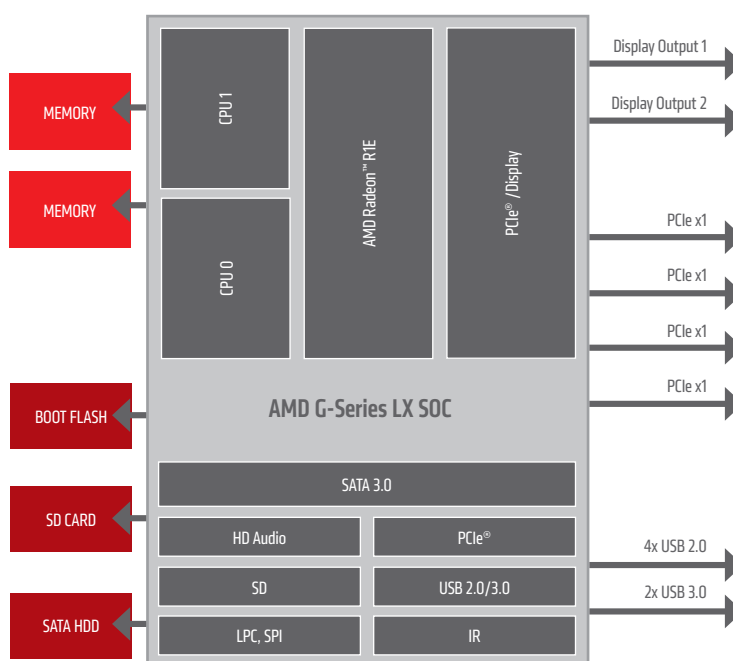 MEMORY
MEMORY
BOOT FLASH
SD CARD
SATA HDD
CPU 1
CPU 0
AMD Radeon™ R1E
PCIe® /Display
AMD G-Series LX SOC
SATA 3.0
HD Audio
PCIe®
SD
USB 2.0/3.0
LPC, SPI
IR
Display Output 1
Display Output 2
PCIe x1
PCIe x1
PCIe x1
PCIe x1
4x USB 2.0
2x USB 3.0